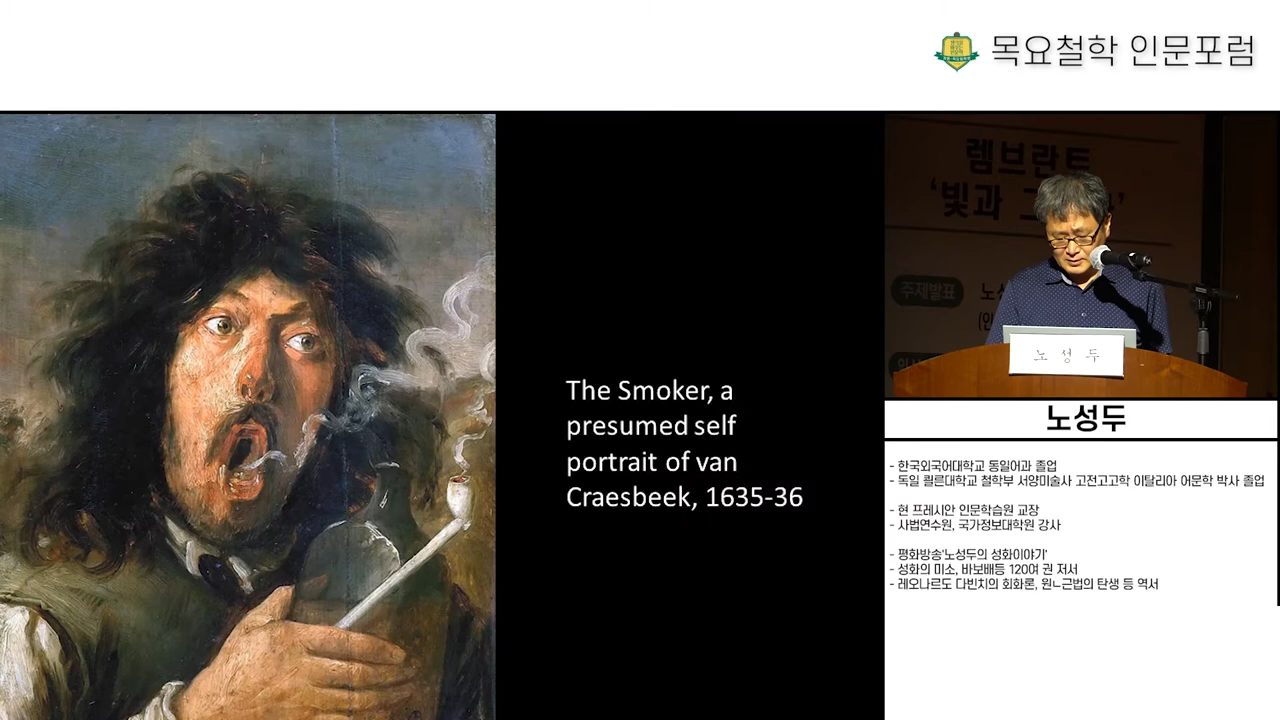 목요철학 인문포럼
The Smoker, a
presumed self
portrait of van
Craesbeek, 1635-36
렘브란트
주제발표
노 성 두
노성두
- 한국외국어대학교 독일어과 졸업
- 독일 쾰른대학교 철학부 서양미술사 고전고고학 이탈리아 어문학 박사 졸업
- 현 프레시안 인문학습원 교장
- 사법연수원, 국가정보대학원 강사
- 평화방송'노성두의 성화이야기'
- 성화의 미소, 바보배등 120여 권 저서
- 레오나르도 다빈치의 회화론, 원ㄴ근법의 탄생 등 역서